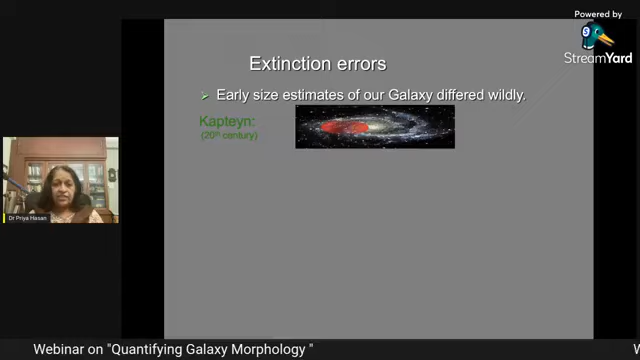 Powered by
StreamYard
Extinction errors
Early size estimates of our Galaxy differed wildly.
Kapteyn:
(20th century)
Dr Priya Hasan
Webinar on "Quantifying Galaxy Morphology "
W